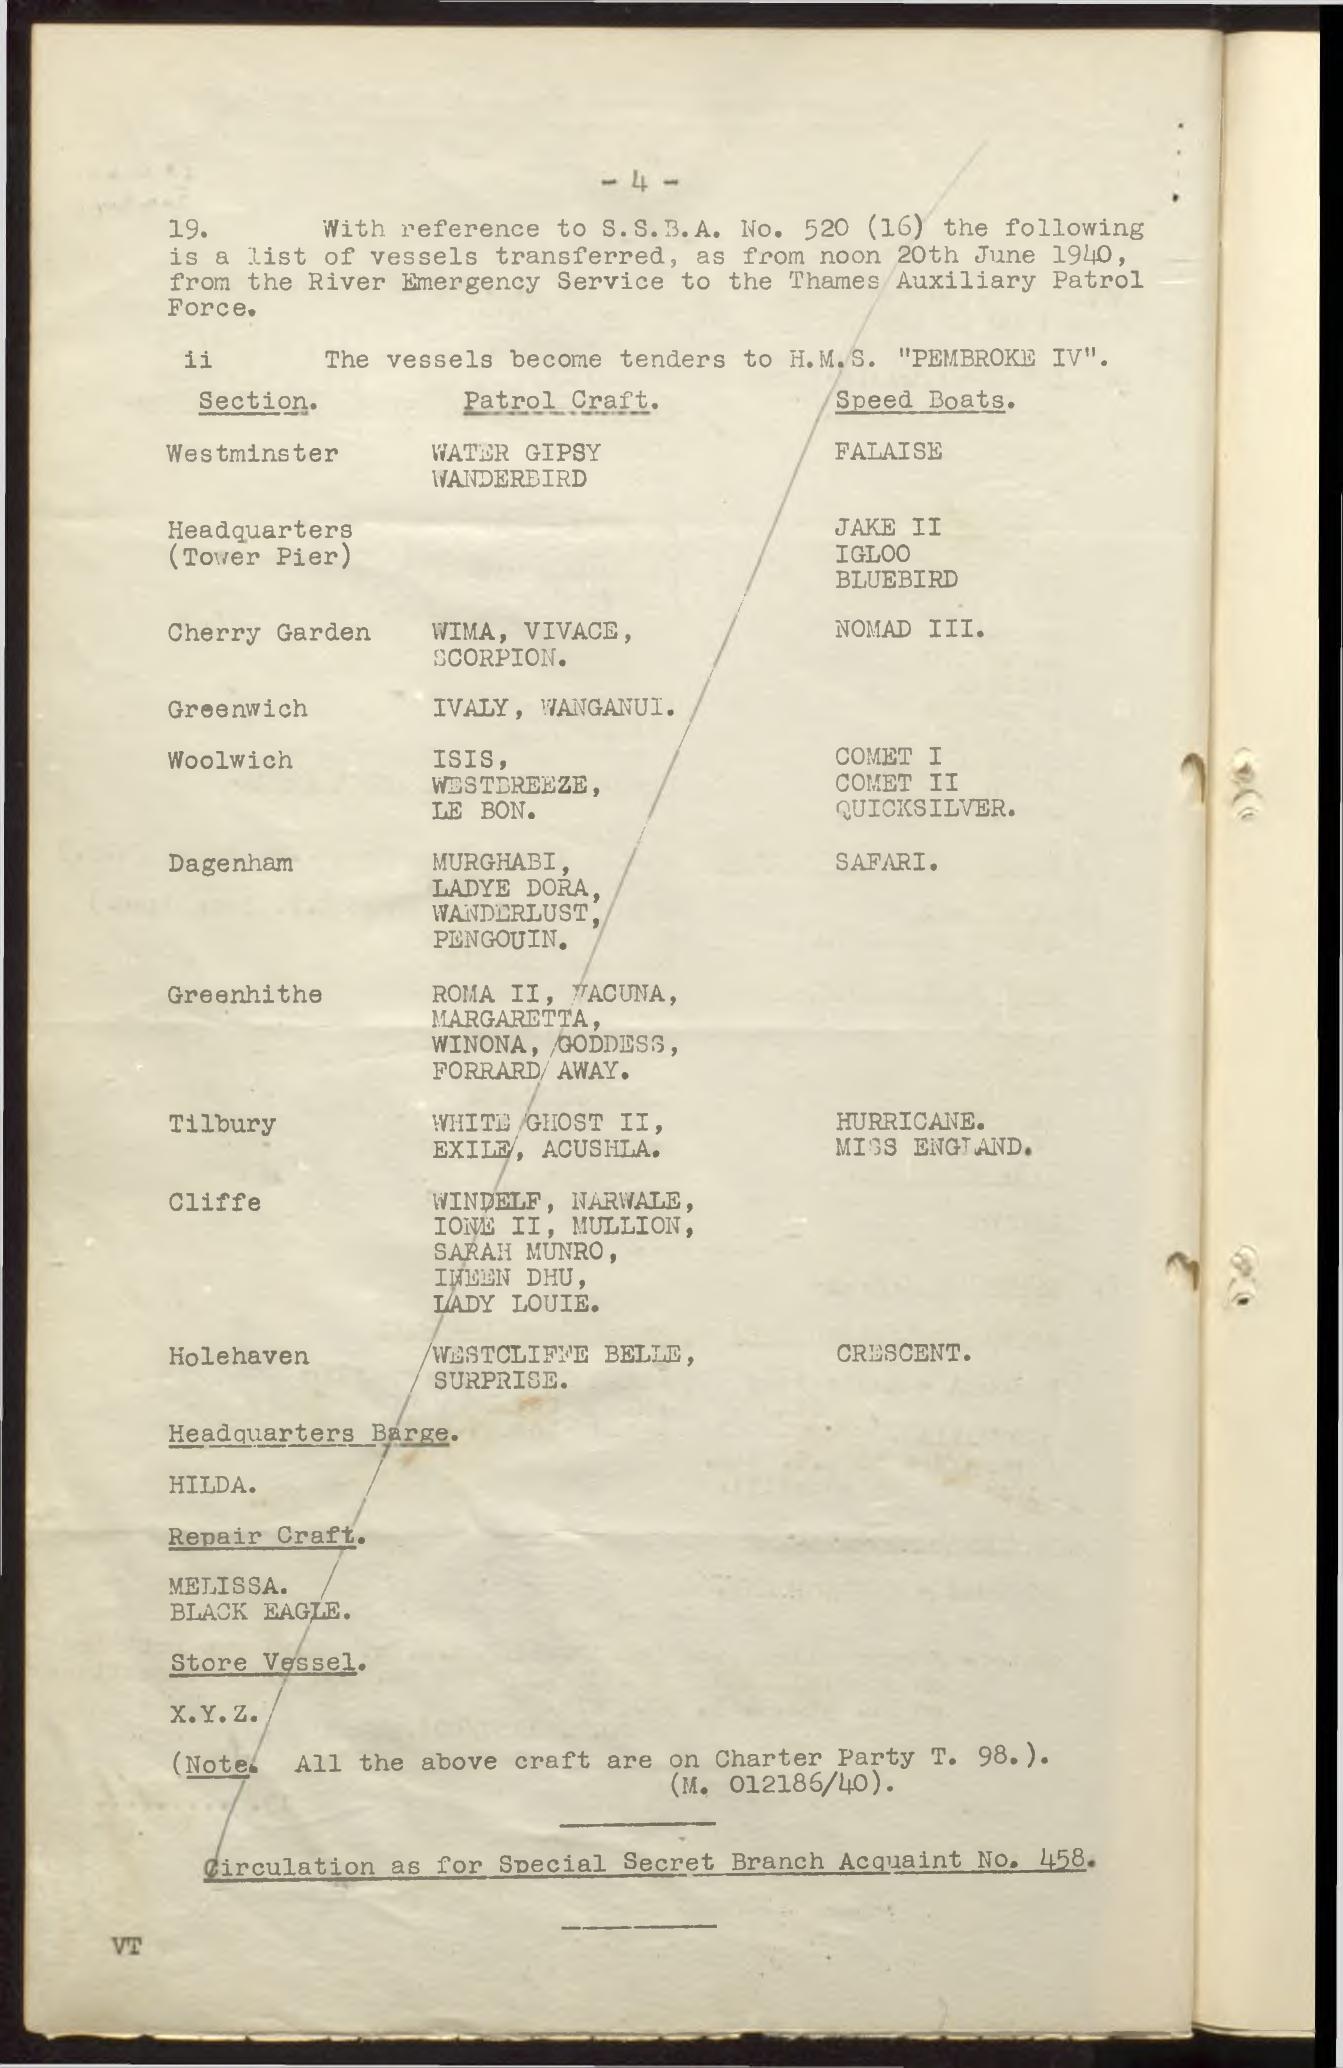 - 4 -
19. With reference to S.S.B.A. No. 520 (16) the following
is a list of vessels transferred, as from noon 20th June 1940,
from the River Emergency Service to the Thames Auxiliary Patrol
Force.
ii The vessels become tenders to H.M.S. "PEMBROKE IV".
Section. Patrol Craft. Speed Boats.
Westminster WATER GIPSY FALAISE
WANDERBIRD
Headquarters JAKE II
(Tower Pier) IGLOO
BLUEBIRD
Cherry Garden WIMA, VIVACE, NOMAD III.
SCORPION.
Greenwich IVALY, WANGANUI.
Woolwich ISIS, COMET I
WESTBREEZE, COMET II
LE BON. QUICKSILVER.
Dagenham MURGHABI, SAFARI.
LADYE DORA,
WANDERLUST,
PENGOUIN.
Greenhithe ROMA II, VACUNA,
MARGARETTA,
WINONA, GODDESS,
FORRARD AWAY.
Tilbury WHITE GHOST II, HURRICANE.
EXILE, ACUSHLA. MISS ENGLAND.
Cliffe WINDELF, NARWALE,
IONE II, MULLION,
SARAH MUNRO,
DHU,
LADY LOUIE.
Holehaven WESTCLIFFE BELLE, CRESCENT.
SURPRISE.
Headquarters Barge.
HILDA.
Repair Craft.
MELISSA.
BLACK EAGLE.
Store Vessel.
X.Y.Z.
(Note. All the above craft are on Charter Party T. 98.).
(M. 012186/40).
Circulation as for Special Secret Branch Acquaint No. 458.
VT